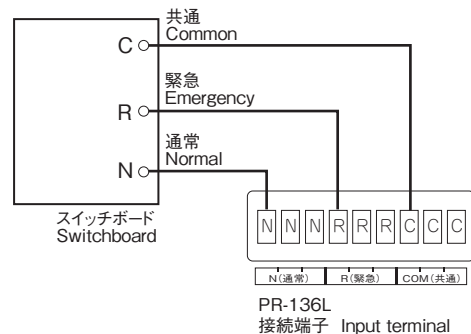 共通
C Common
緊急
R Emergency
通常
N Normal
スイッチボード
Switchboard
N N N R R R C C C
N(通常) R(緊急) COM(共通)
PR-136L
接続端子 Input terminal